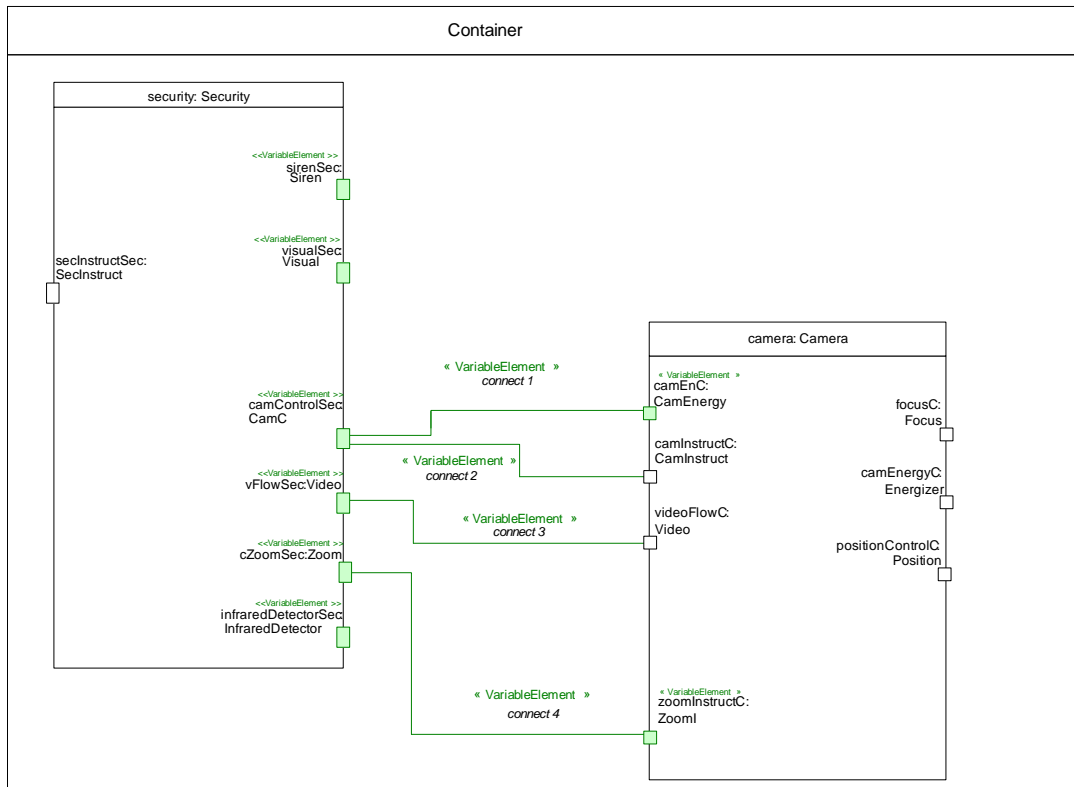 Container
security: Security
<<VariableElement >>
sirenSec:
Siren
<<VariableElement >>
visualSec:
Visual
secInstructSec:
SecInstruct
<<VariableElement >>
camControlSec:
CamC
<<VariableElement >>
vFlowSec:Video
<<VariableElement >>
cZoomSec:Zoom
<<VariableElement >>
infraredDetectorSec:
InfraredDetector
« VariableElement »
connect 1
« VariableElement »
connect 2
« VariableElement »
connect 3
« VariableElement »
connect 4
camera: Camera
« VariableElement »
camEnC:
CamEnergy
camInstructC:
CamInstruct
videoFlowC:
Video
« VariableElement »
zoomInstructC:
ZoomI
focusC:
Focus
camEnergyC:
Energizer
positionControlC:
Position